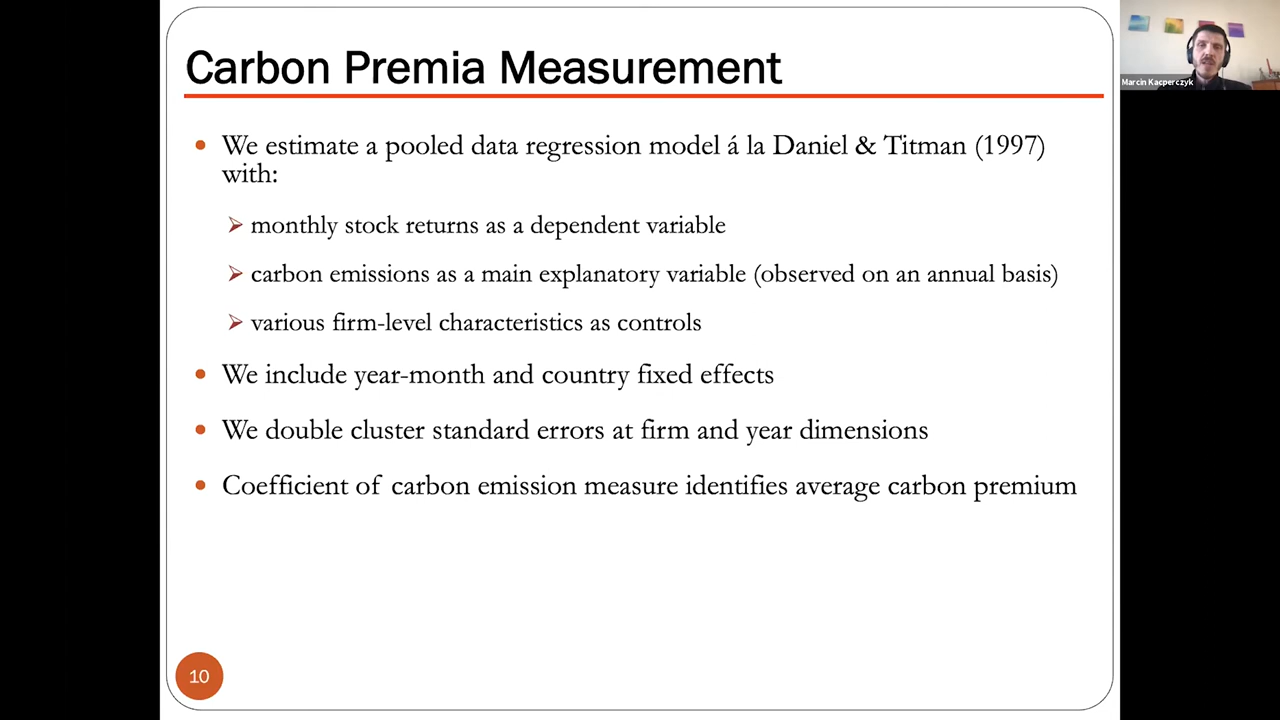 Carbon Premia Measurement
Marcin Kacperczyk
• We estimate a pooled data regression model á la Daniel & Titman (1997)
with:
➢ monthly stock returns as a dependent variable
➢ carbon emissions as a main explanatory variable (observed on an annual basis)
➢ various firm-level characteristics as controls
• We include year-month and country fixed effects
• We double cluster standard errors at firm and year dimensions
• Coefficient of carbon emission measure identifies average carbon premium
10